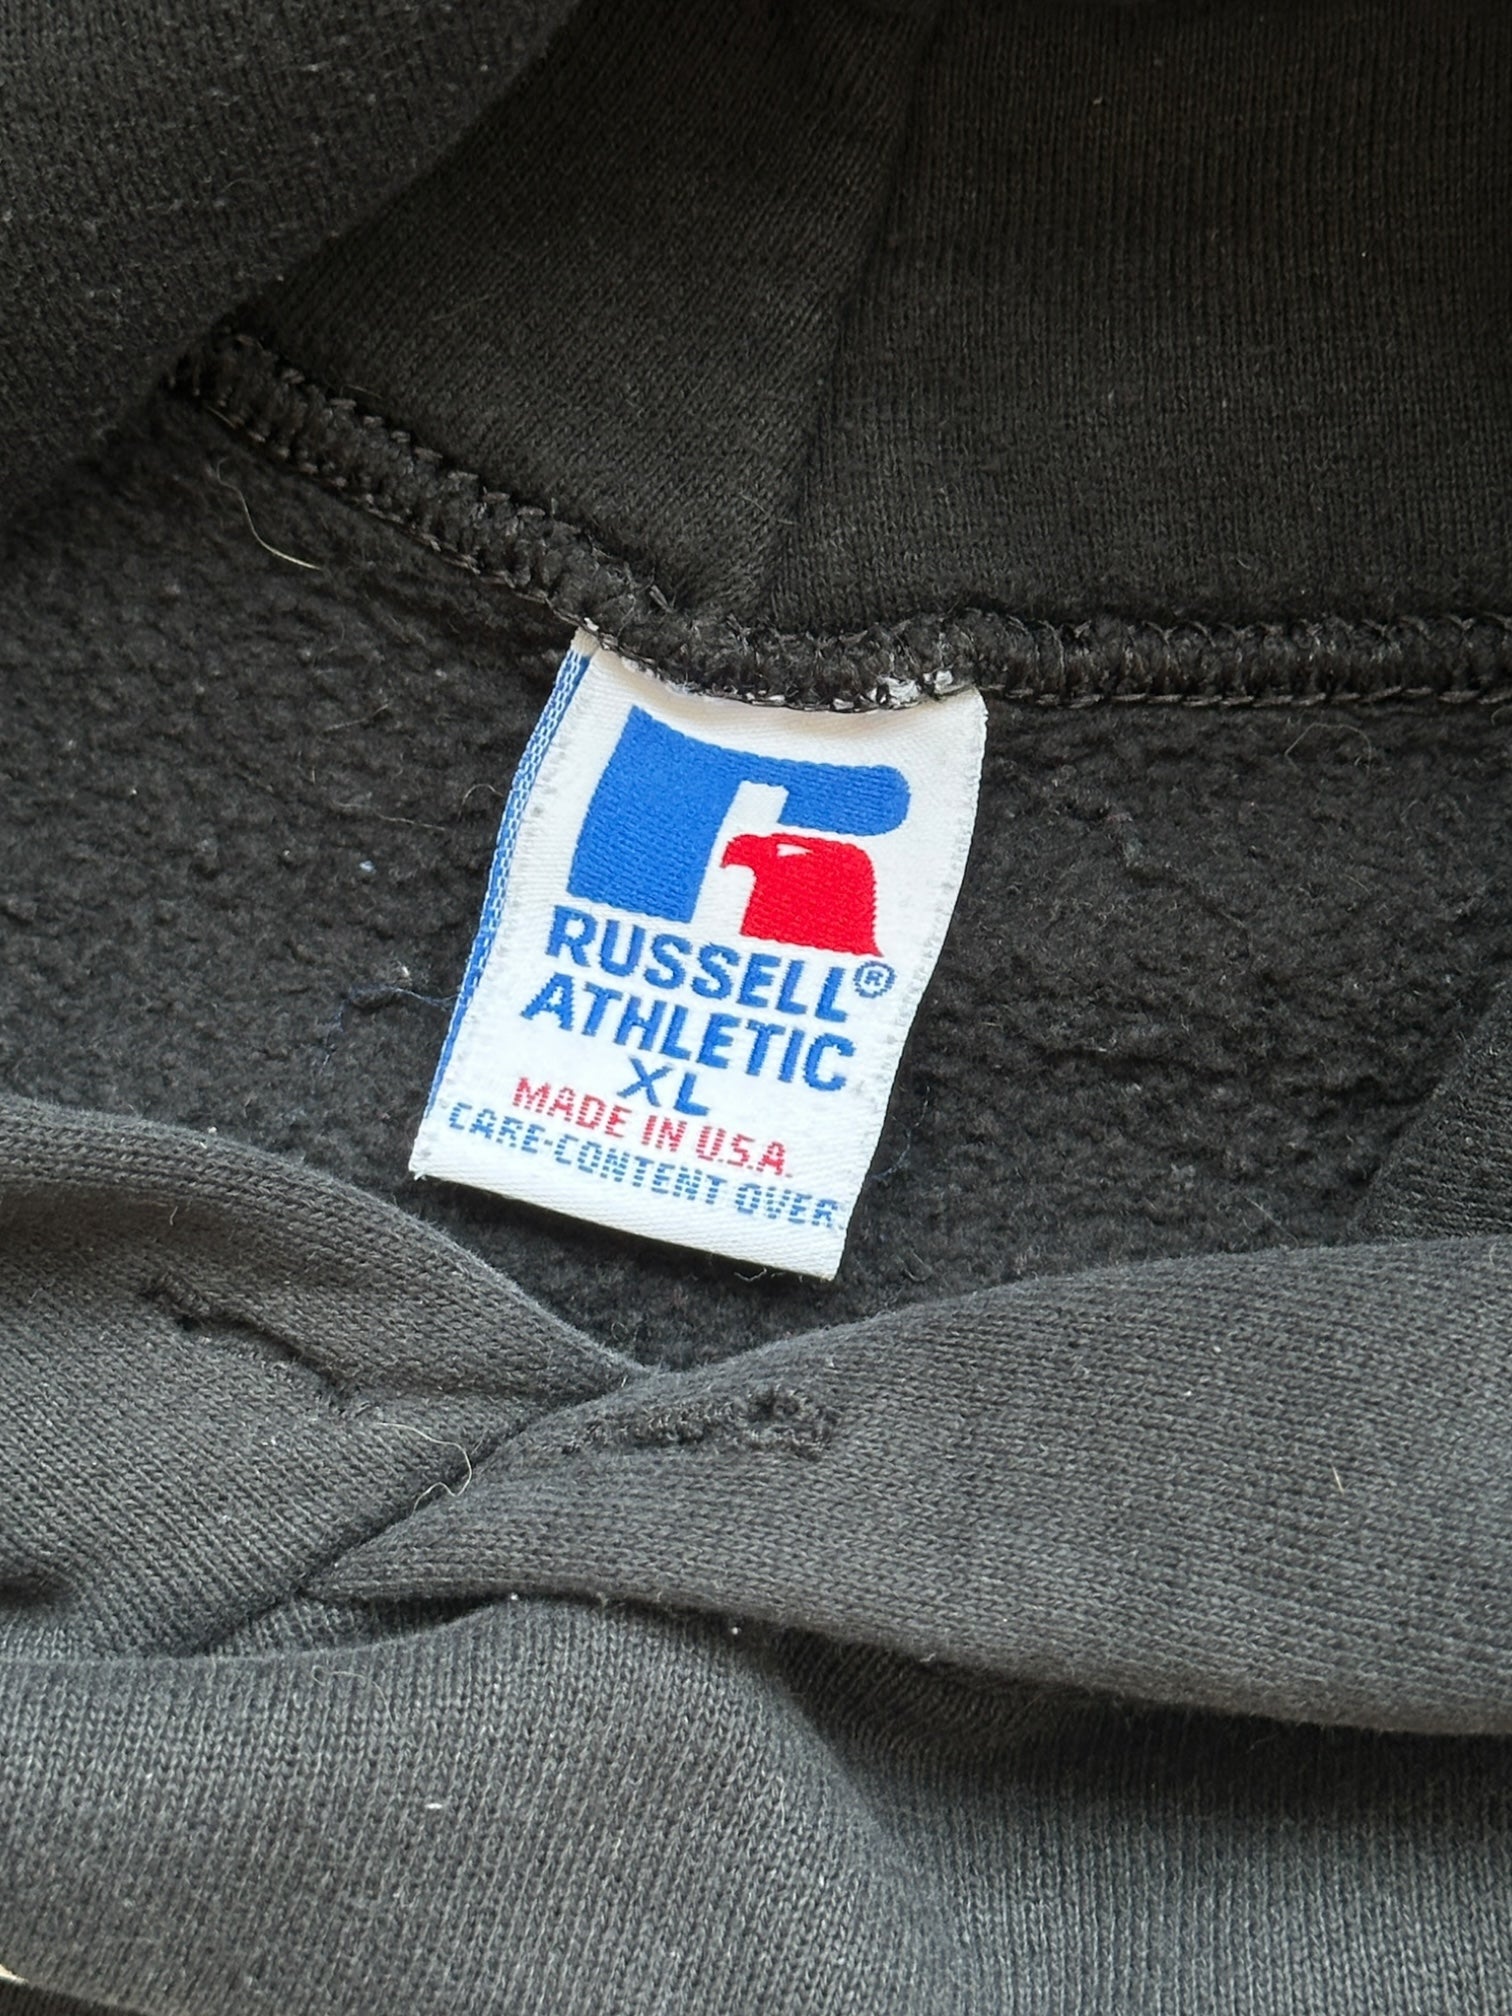 RUSSELL®
ATHLETIC
XL
MADE IN U.S.A.
CARE-CONTENT OVER